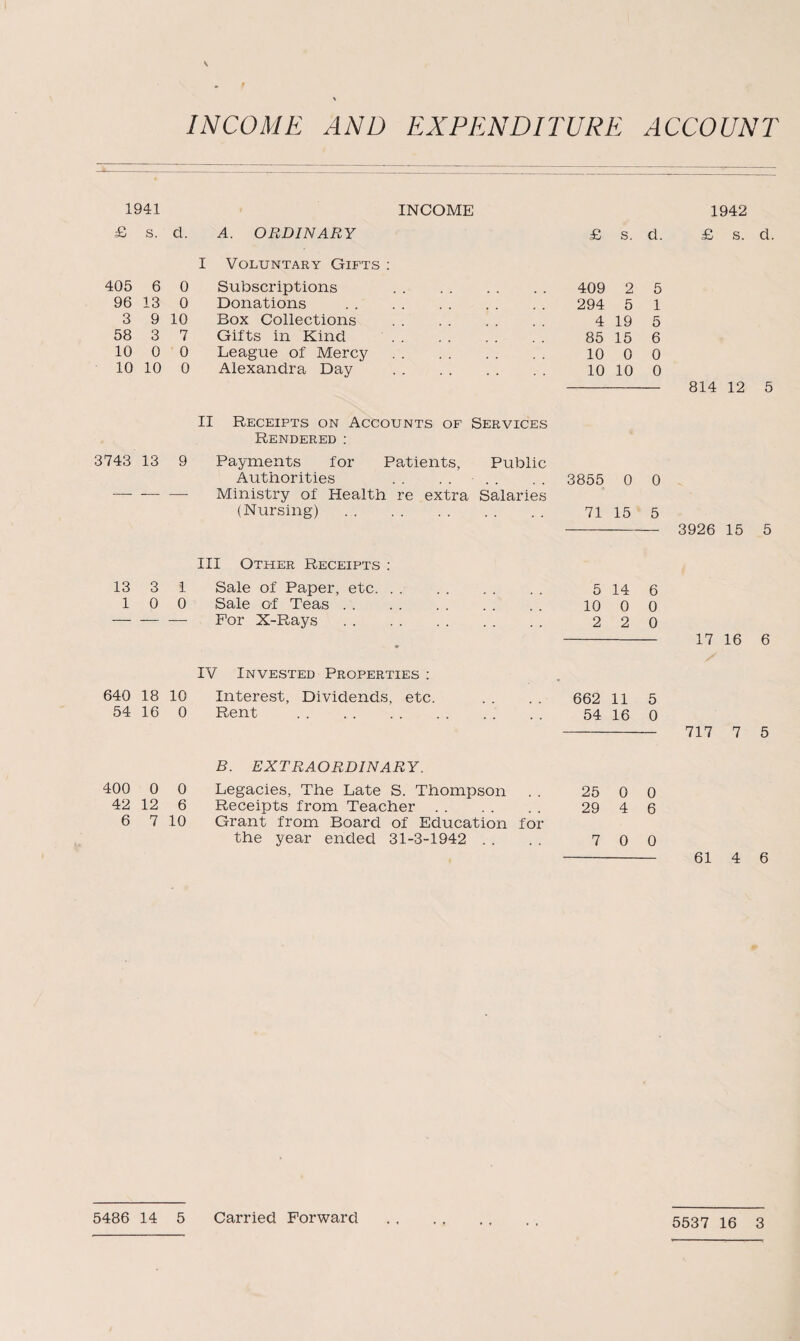 INCOME AND EXPENDITURE ACCOUNT
1941 INCOME 1942
£ s. d. A. ORDINARY £ s. d. £ s. d.
I Voluntary Gifts :
405 6 0 Subscriptions . . . . . . . . 409 2 5
96 13 0 Donations . . . . . . . . . . 294 5 1
3 9 10 Box Collections . . . . . . . . 4 19 5
58 3 7 Gifts in Kind . . . . . . . . 85 15 6
10 0 0 League of Mercy . . . . . . . . 10 0 0
10 10 0 Alexandra Day . . . . . . . . 10 10 0
814 12 5
II Receipts on Accounts of Services
Rendered :
3743 13 9 Payments for Patients, Public
Authorities . . . . . . . . 3855 0 0
— — — Ministry of Health re extra Salaries
(Nursing) . . . . . . . . . . 71 15 5
3926 15 5
III Other Receipts :
13 3 1 Sale of Paper, etc. . . . . . . . . 5 14 6
1 0 0 Sale of Teas . . . . . . . . . . 10 0 0
— — — For X-Rays . . . . . . . . . . 2 2 0
17 16 6
IV Invested Properties :
640 18 10 Interest, Dividends, etc. . . . . 662 11 5
54 16 0 Rent . . . . . . . . . . . . 54 16 0
717 7 5
B. EXTRAORDINARY.
400 0 0 Legacies, The Late S. Thompson . . 25 0 0
42 12 6 Receipts from Teacher . . . . . . 29 4 6
6 7 10 Grant from Board of Education for
the year ended 31-3-1942 . . . . 7 0 0
61 4 6
5486 14 5 Carried Forward . . . . . . . . 5537 16 3